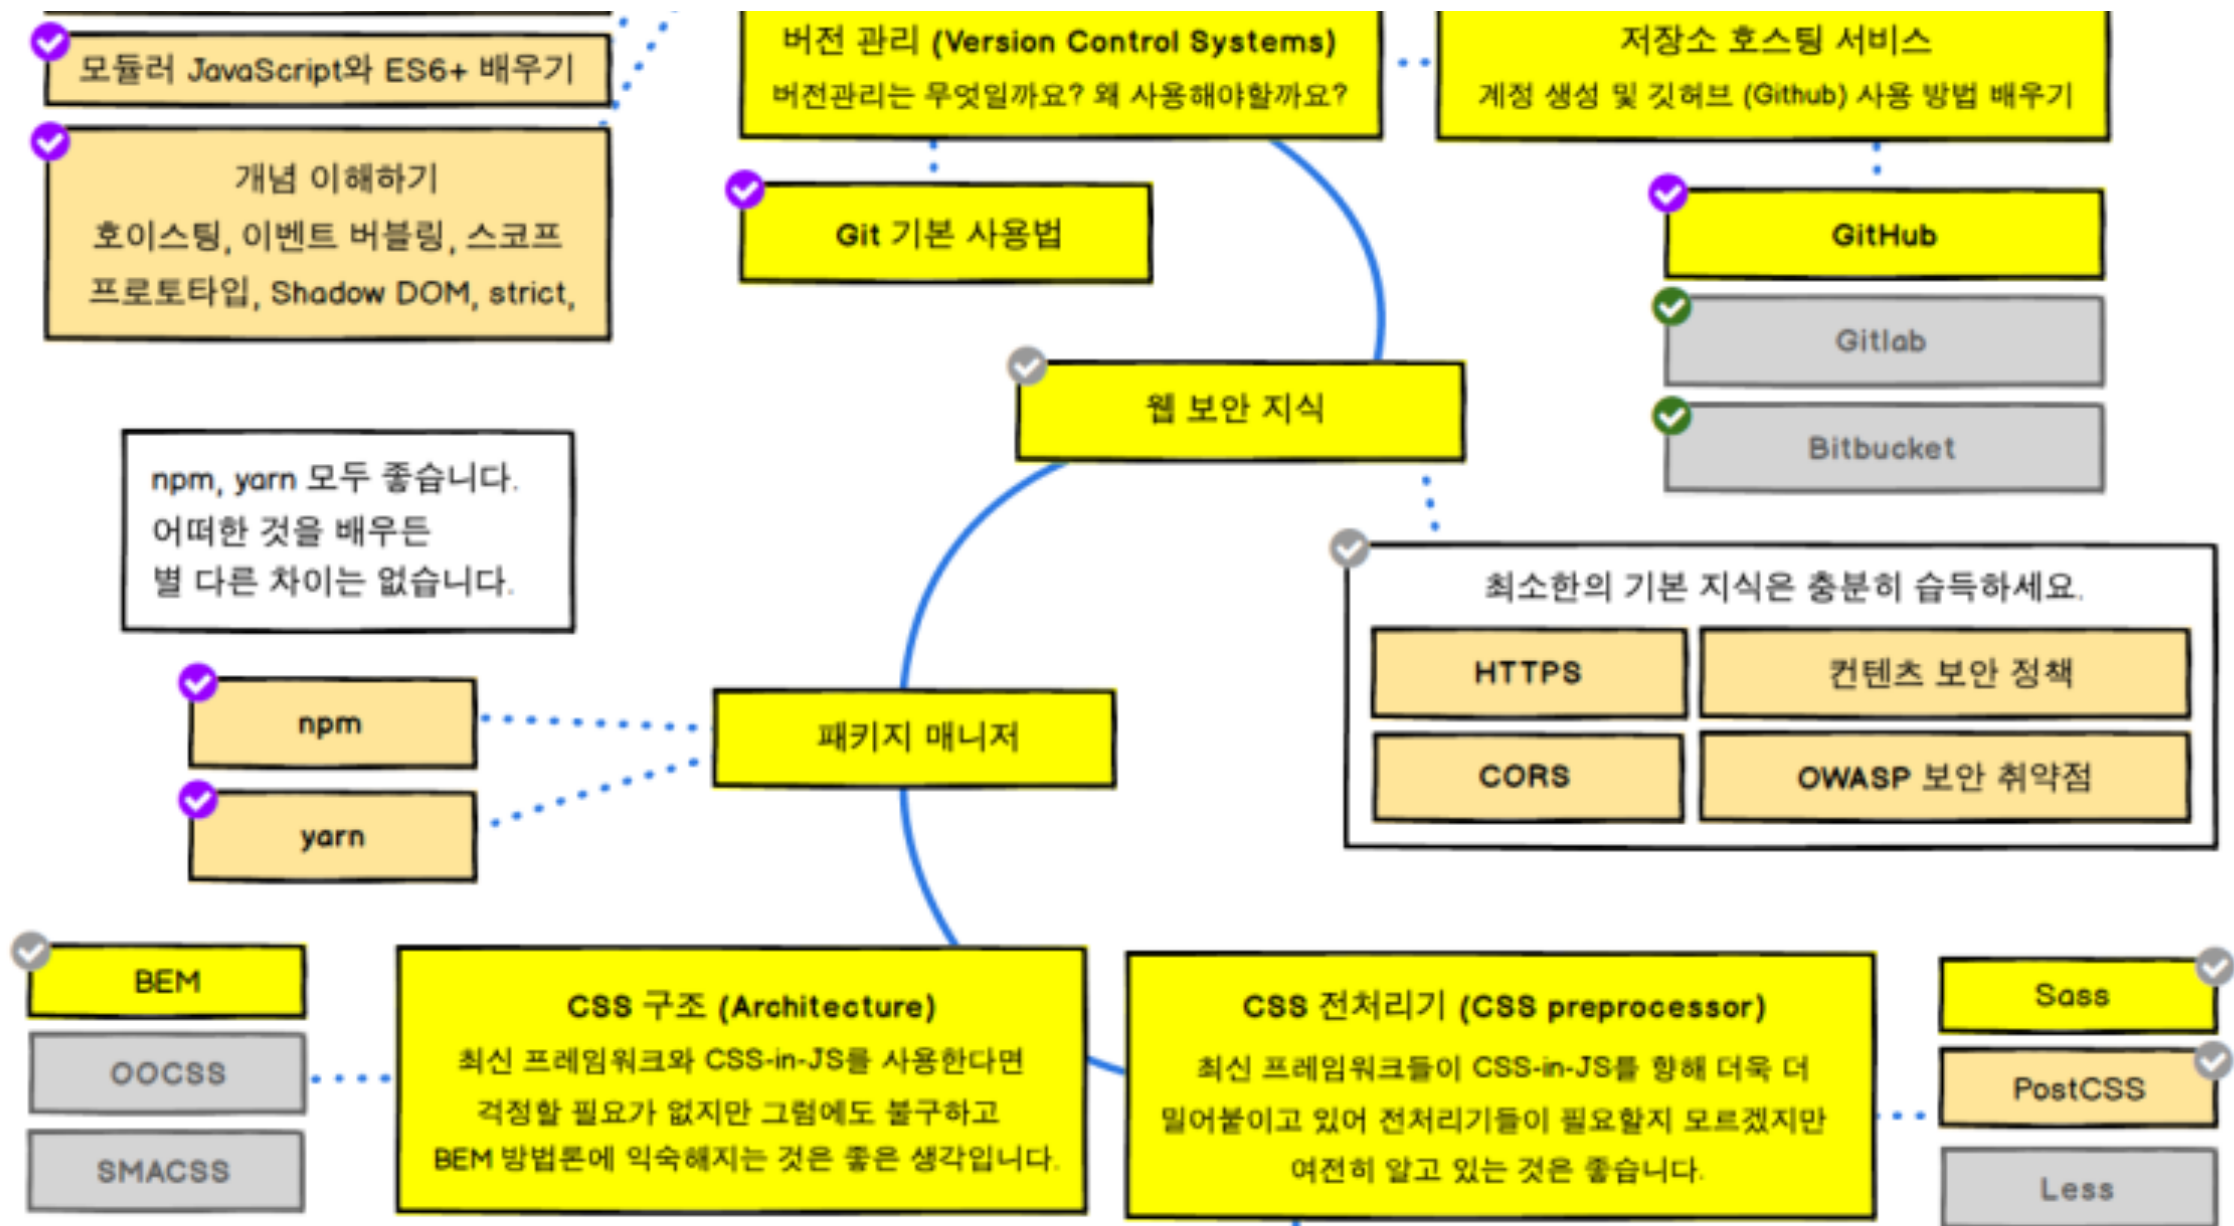 모듈러 JavaScript와 ES6+ 배우기
개념 이해하기
호이스팅, 이벤트 버블링, 스코프
프로토타입, Shadow DOM, strict,
버전 관리 (Version Control Systems)
버전관리는 무엇일까요? 왜 사용해야할까요?
저장소 호스팅 서비스
계정 생성 및 깃허브 (Github) 사용 방법 배우기
Git 기본 사용법
GitHub
Gitlab
Bitbucket
웹 보안 지식
npm, yarn 모두 좋습니다.
어떠한 것을 배우든
별 다른 차이는 없습니다.
최소한의 기본 지식은 충분히 습득하세요.
HTTPS
컨텐츠 보안 정책
CORS
OWASP 보안 취약점
npm
yarn
패키지 매니저
BEM
OOCSS
SMACSS
CSS 구조 (Architecture)
최신 프레임워크와 CSS-in-JS를 사용한다면
걱정할 필요가 없지만 그럼에도 불구하고
BEM 방법론에 익숙해지는 것은 좋은 생각입니다.
CSS 전처리기 (CSS preprocessor)
최신 프레임워크들이 CSS-in-JS를 향해 더욱 더
밀어붙이고 있어 전처리기들이 필요할지 모르겠지만
여전히 알고 있는 것은 좋습니다.
Sass
PostCSS
Less